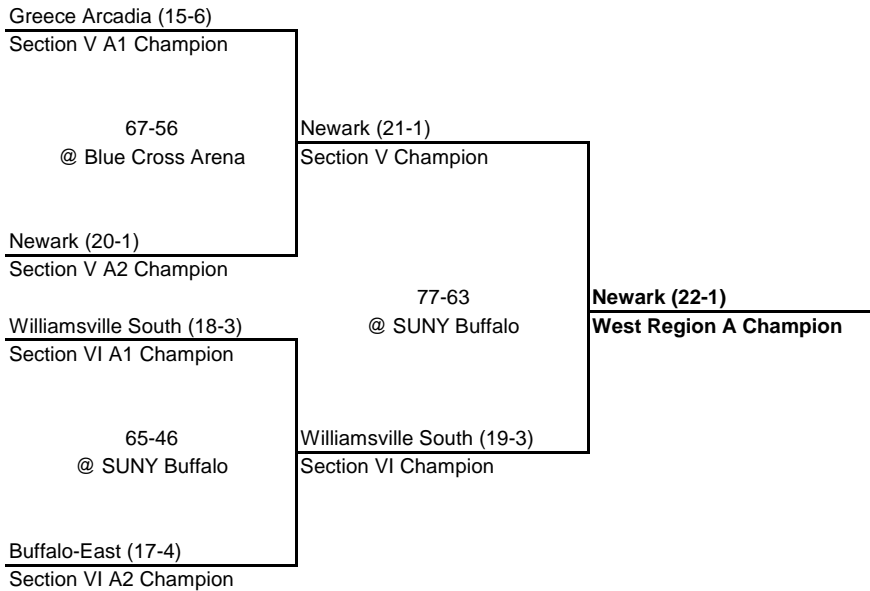 Greece Arcadia (15-6)
Section V A1 Champion
67-56
@ Blue Cross Arena
Newark (21-1)
Section V Champion
Newark (20-1)
Section V A2 Champion
77-63
@ SUNY Buffalo
Newark (22-1)
West Region A Champion
Williamsville South (18-3)
Section VI A1 Champion
65-46
@ SUNY Buffalo
Williamsville South (19-3)
Section VI Champion
Buffalo-East (17-4)
Section VI A2 Champion